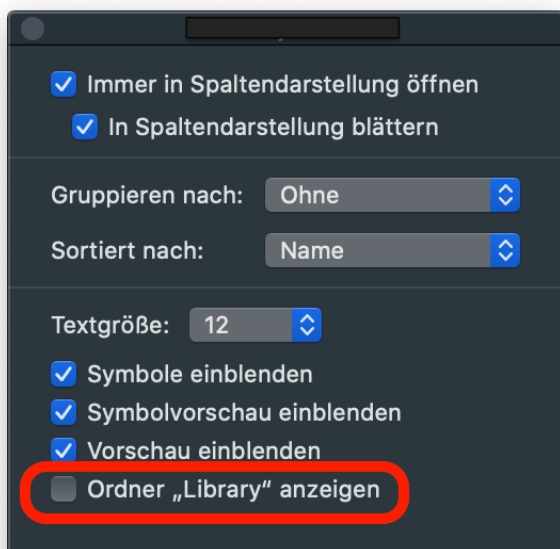 Immer in Spaltendarstellung öffnen
In Spaltendarstellung blättern
Gruppieren nach: Ohne
Sortiert nach: Name
Textgröße: 12
Symbole einblenden
Symbolvorschau einblenden
Vorschau einblenden
Ordner „Library“ anzeigen